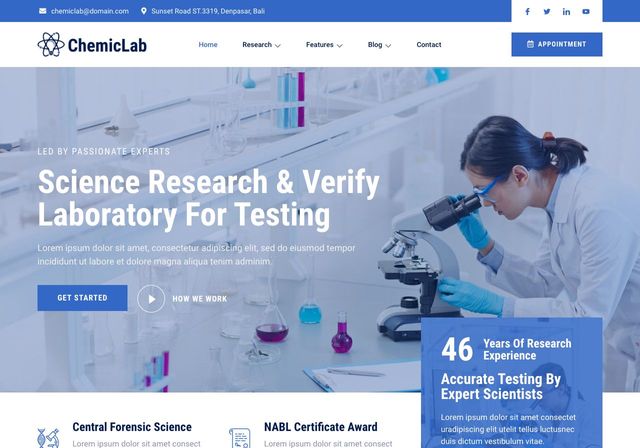 chemiclab@domain.com
Sunset Road ST.3319, Denpasar, Bali
ChemicLab
Home
Research
Features
Blog
Contact
APPOINTMENT
LED BY PASSIONATE EXPERTS
Science Research & Verify
Laboratory For Testing
Lorem ipsum dolor sit amet, consectetur adipiscing elit, sed do eiusmod tempor
incididunt ut labore et dolore magna aliqua tenim adminim.
GET STARTED
HOW WE WORK
46
Years Of Research
Experience
Accurate Testing By
Expert Scientists
Lorem ipsum dolor sit amet consectet
uradipiscing elit utelit tellus luctusnec
duis dictum vestibulum vitae.
Central Forensic Science
Lorem ipsum dolor sit amet consect
NABL Certificate Award
Lorem ipsum dolor sit amet consect